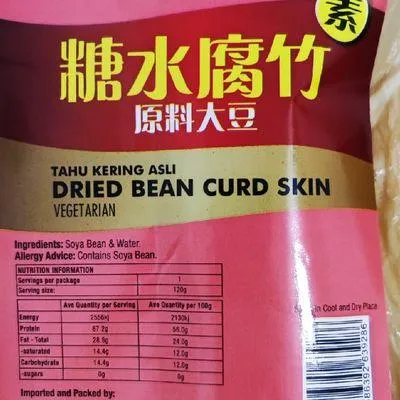 素
糖水腐竹
原料大豆
TAHU KERING ASLI
DRIED BEAN CURD SKIN
VEGETARIAN
Ingredients: Soya Bean & Water.
Allergy Advice: Contains Soya Bean.
NUTRITION INFORMATION
Servings per package 1
Serving size: 120g
Ave Quantity per Serving Ave Quantity per 100g
Energy 2556kj 2130kj
Protein 67.2g 56.0g
Fat - Total 28.8g 24.0g
-saturated 14.4g 12.0g
Carbohydrate 14.4g 12.0g
-sugars 0g 0g
in Cool and Dry Place
Imported and Packed by: